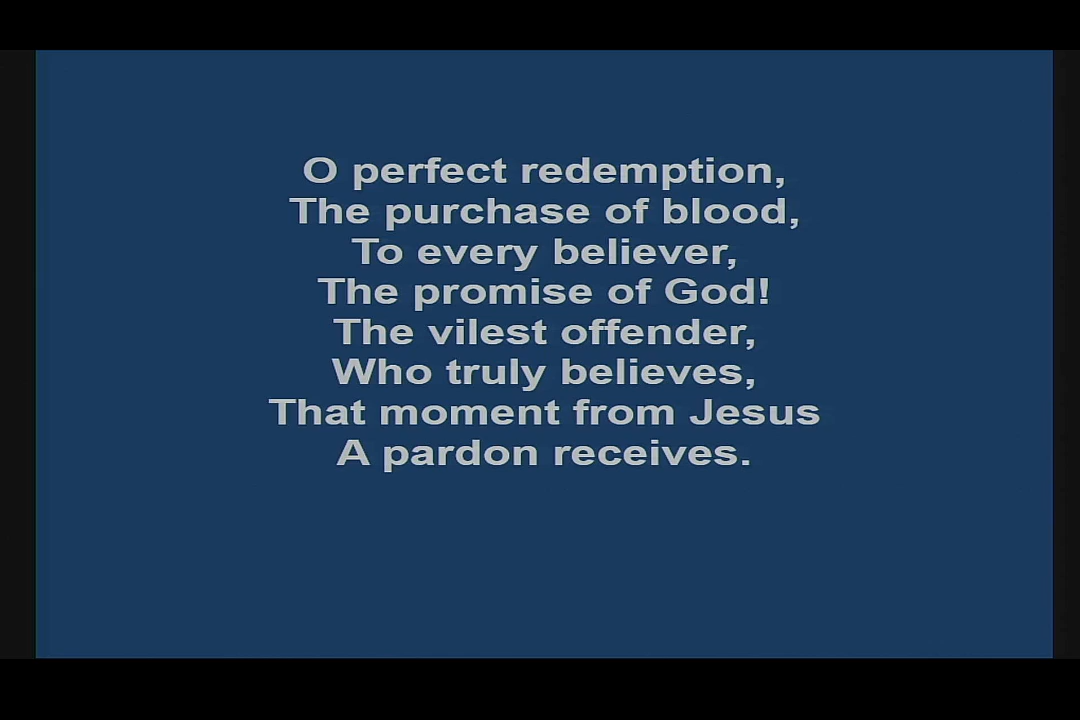 O perfect redemption,
The purchase of blood,
To every believer,
The promise of God!
The vilest offender,
Who truly believes,
That moment from Jesus
A pardon receives.